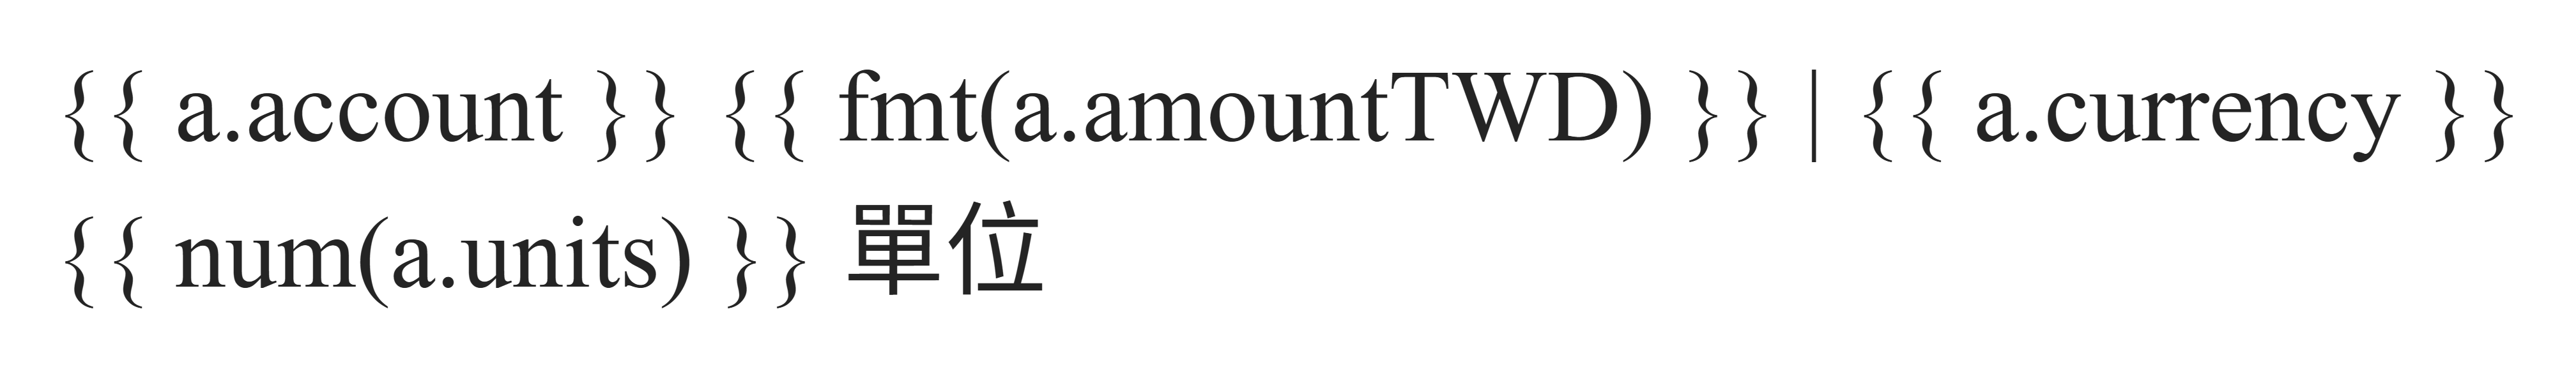 {{ a.account }} {{ fmt(a.amountTWD) }} | {{ a.currency }}
{{ num(a.units) }} 單位